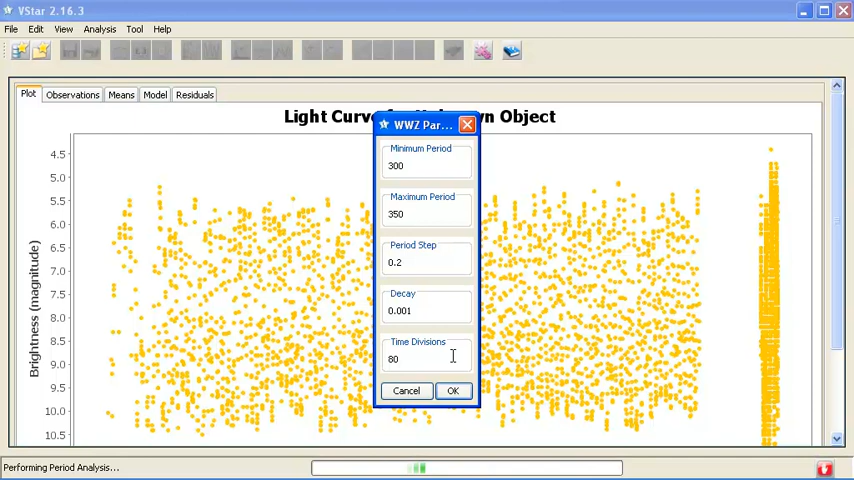 VStar 2.16.3
File Edit View Analysis Tool Help
Plot Observations Means Model Residuals
Light Curve
n Object
WWZ Par...
Minimum Period
300
Maximum Period
350
Period Step
0.2
Decay
0.001
Time Divisions
80
Cancel OK
Brightness (magnitude)
4.5
5.0
5.5
6.0
6.5
7.0
7.5
8.0
8.5
9.0
9.5
10.0
10.5
Performing Period Analysis...